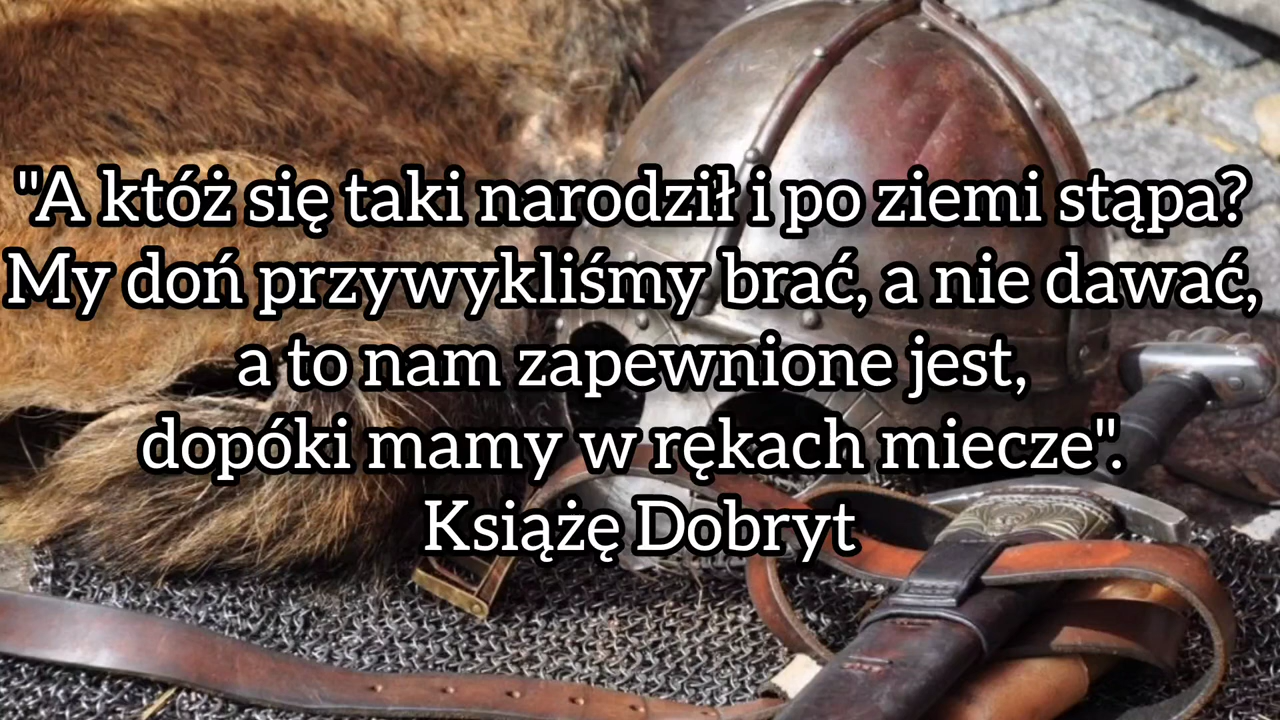 "A któż się taki narodził i po ziemi stąpa?
My doń przywykliśmy brać, a nie dawać,
a to nam zapewnione jest,
dopóki mamy w rękach miecze".
Książę Dobryt